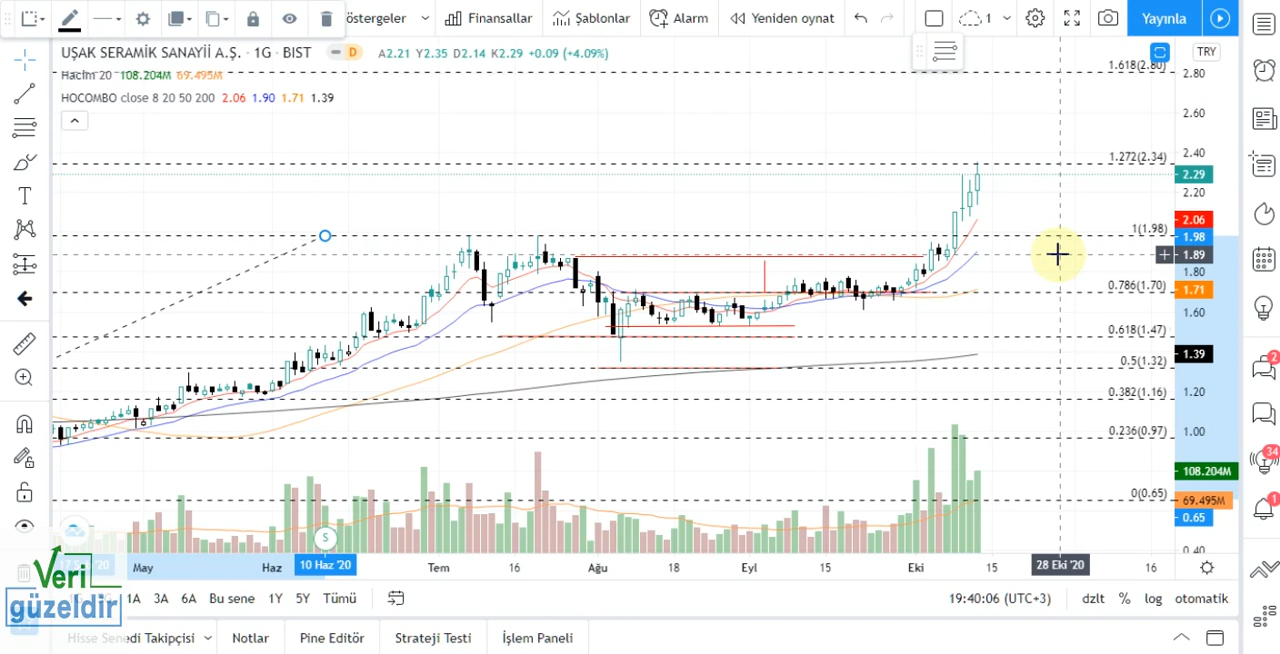 östergeler
Finansallar
Şablonlar
Alarm
Yeniden oynat
1
Yayınla
UŞAK SERAMİK SANAYİİ A.Ş. · 1G · BIST
D
A2.21 Y2.35 D2.14 K2.29 +0.09 (+4.09%)
TRY
Hacim 20 108.204M 69.495M
HOCOMBO close 8 20 50 200 2.06 1.90 1.71 1.39
1.618(2.80)
2.80
2.60
2.40
1.272(2.34)
2.29
2.20
2.06
1(1.98)
1.98
1.89
1.80
0.786(1.70)
1.71
1.60
0.618(1.47)
0.5(1.32)
1.39
0.382(1.16)
1.20
0.236(0.97)
1.00
108.204M
0(0.65)
69.495M
0.65
0.40
2
34
1
S
May
Haz
10 Haz '20
Tem
16
Ağu
18
Eyl
15
Eki
15
28 Eki '20
16
Veri
güzeldir
1A 3A 6A Bu sene 1Y 5Y Tümü
19:40:06 (UTC+3)
dzlt % log otomatik
Hisse Senedi Takipçisi
Notlar
Pine Editör
Strateji Testi
İşlem Paneli